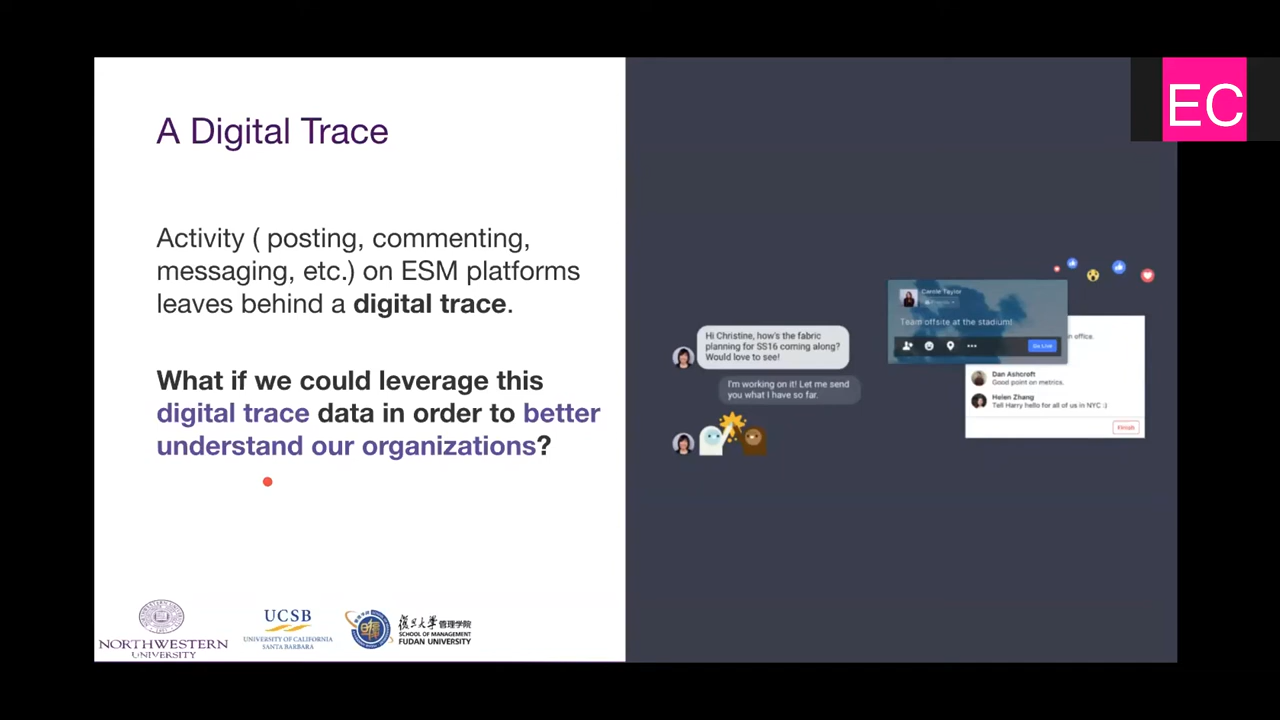 EC
A Digital Trace
Activity ( posting, commenting,
messaging, etc.) on ESM platforms
leaves behind a digital trace.
What if we could leverage this
digital trace data in order to better
understand our organizations?
Hi Christine, how's the fabric
planning for SS16 coming along?
Would love to see!
I'm working on it! Let me send
you what I have so far.
Carole Taylor
Team offsite at the stadium!
Go Live
n office.
Dan Ashcroft
Good point on metrics.
Helen Zhang
Tell Harry hello for all of us in NYC :)
Finish
NORTHWESTERN
UNIVERSITY
UCSB
UNIVERSITY OF CALIFORNIA
SANTA BARBARA
復旦大學 管理学院
SCHOOL OF MANAGEMENT
FUDAN UNIVERSITY